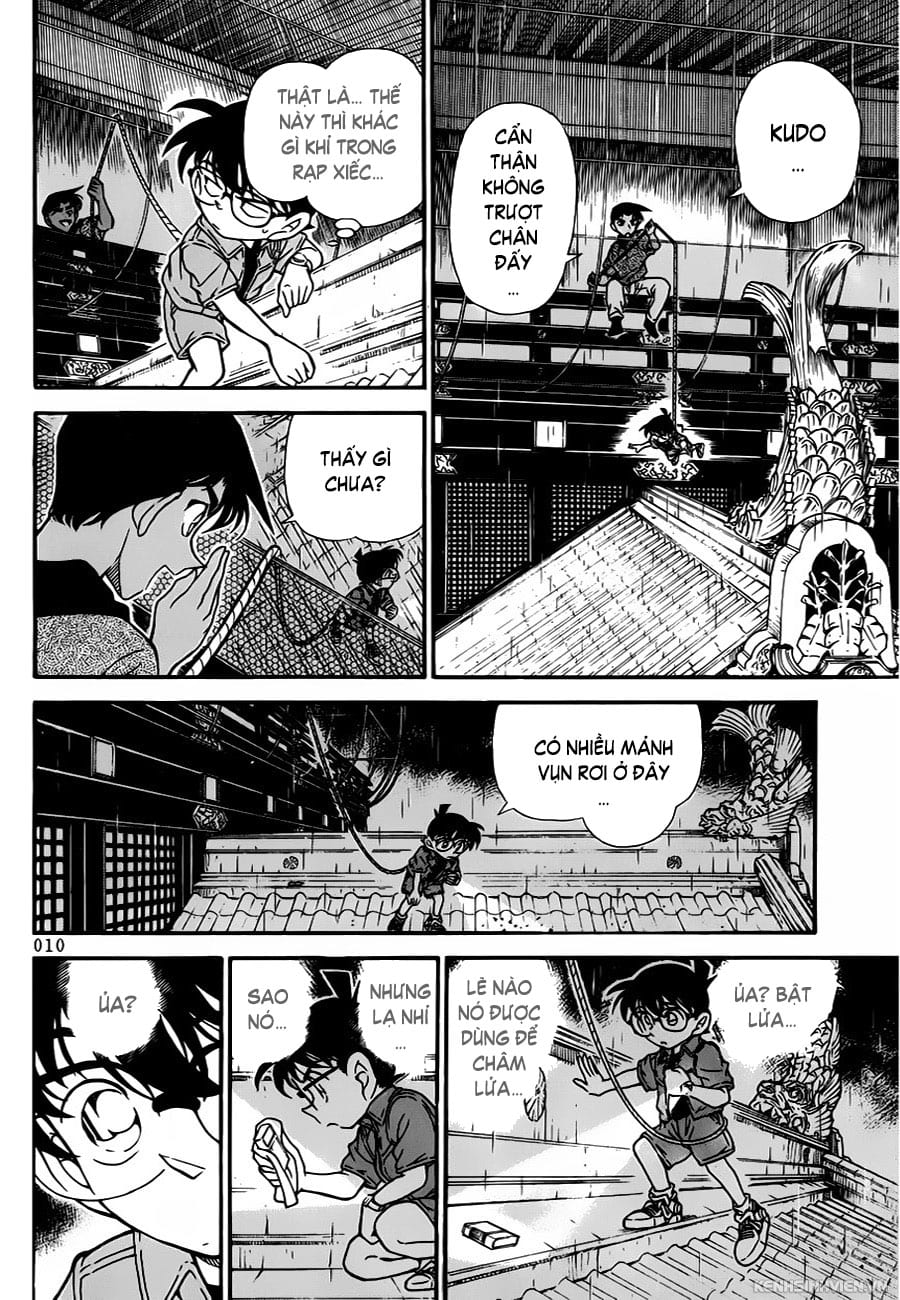 KUDO
...
CẨN
THẬN
KHÔNG
TRƯỢT
CHÂN
ĐẤY
...
THẬT LÀ... THẾ
NÀY THÌ KHÁC
GÌ KHỈ TRONG
RẠP XIẾC...
THẤY GÌ
CHƯA?
CÓ NHIỀU MẢNH
VỤN RƠI Ở ĐÂY
...
010
ỦA? BẬT
LỬA...
LẼ NÀO
NÓ ĐƯỢC
DÙNG ĐỂ
CHÂM
LỬA...
NHƯNG
LẠ NHỈ
...
SAO
NÓ...
ỦA?
KENHSINHVIEN.VN